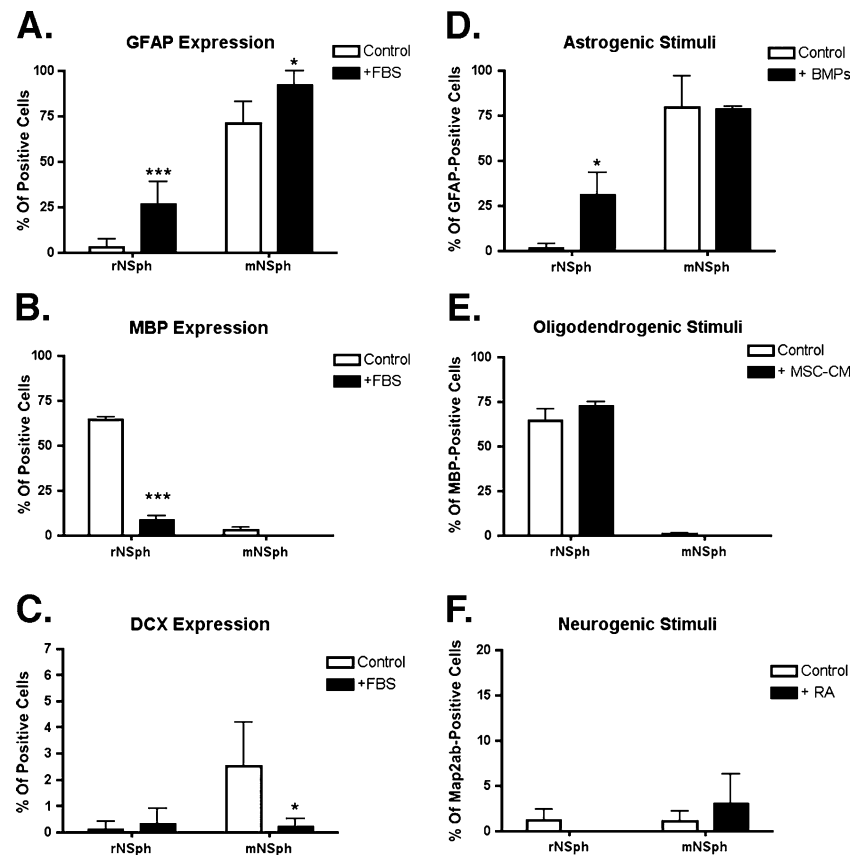 A.
GFAP Expression
Control
+FBS
% Of Positive Cells
100
75
50
25
0
***
*
rNSph
mNSph
B.
MBP Expression
Control
+FBS
% Of Positive Cells
100
75
50
25
0
***
rNSph
mNSph
C.
DCX Expression
Control
+FBS
% Of Positive Cells
7
6
5
4
3
2
1
0
*
rNSph
mNSph
D.
Astrogenic Stimuli
Control
+ BMPs
% Of GFAP-Positive Cells
100
75
50
25
0
*
rNSph
mNSph
E.
Oligodendrogenic Stimuli
Control
+ MSC-CM
% Of MBP-Positive Cells
100
75
50
25
0
rNSph
mNSph
F.
Neurogenic Stimuli
Control
+ RA
% Of Map2ab-Positive Cells
20
15
10
5
0
rNSph
mNSph